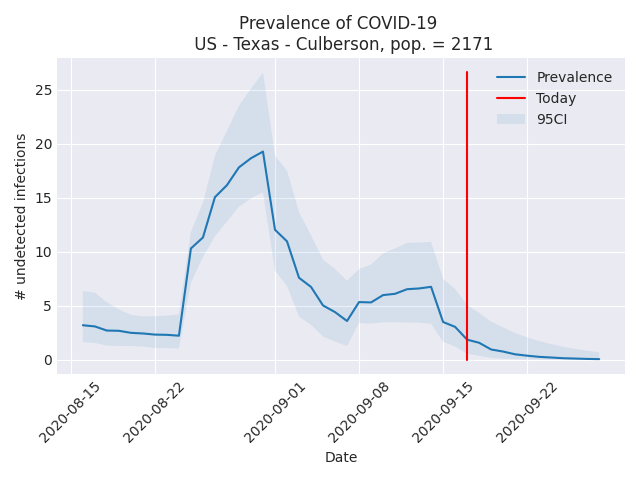 Prevalence of COVID-19
US - Texas - Culberson, pop. = 2171
# undetected infections
25
20
15
10
5
0
Prevalence
Today
95CI
2020-08-15
2020-08-22
2020-09-01
2020-09-08
2020-09-15
2020-09-22
Date